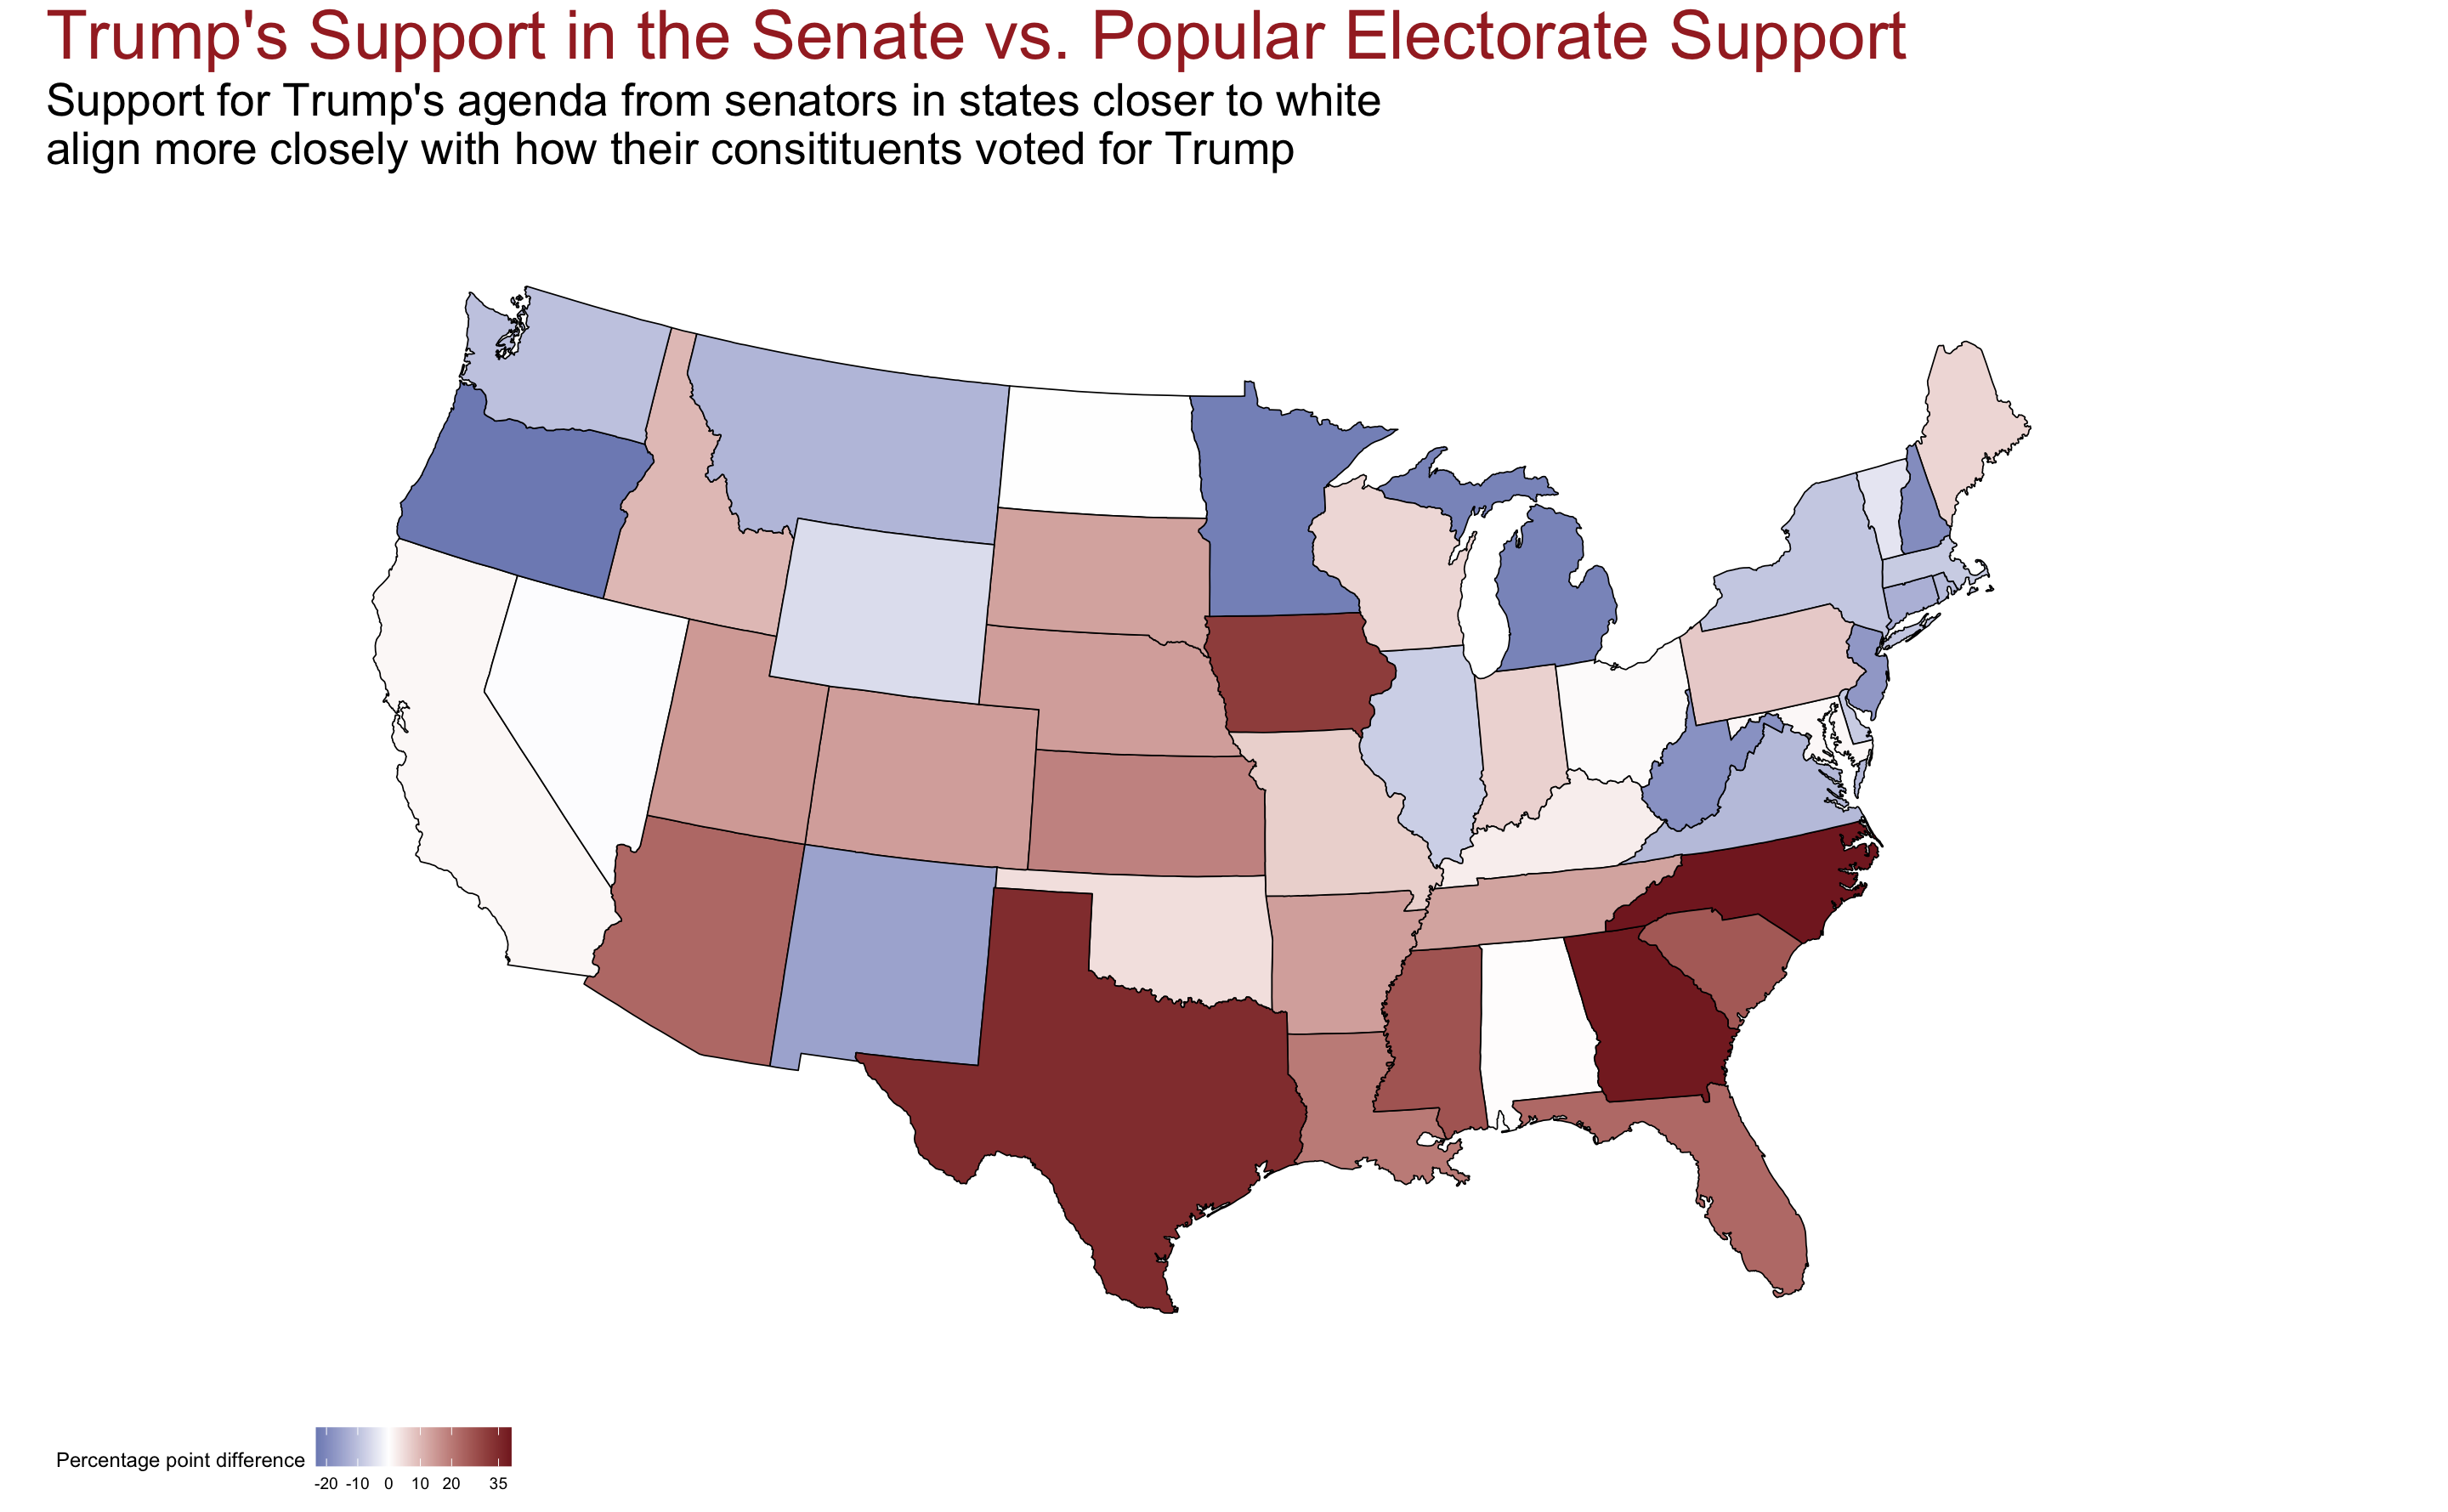 Trump's Support in the Senate vs. Popular Electorate Support
Support for Trump's agenda from senators in states closer to white
align more closely with how their consitituents voted for Trump
Percentage point difference
-20 -10 0 10 20 35